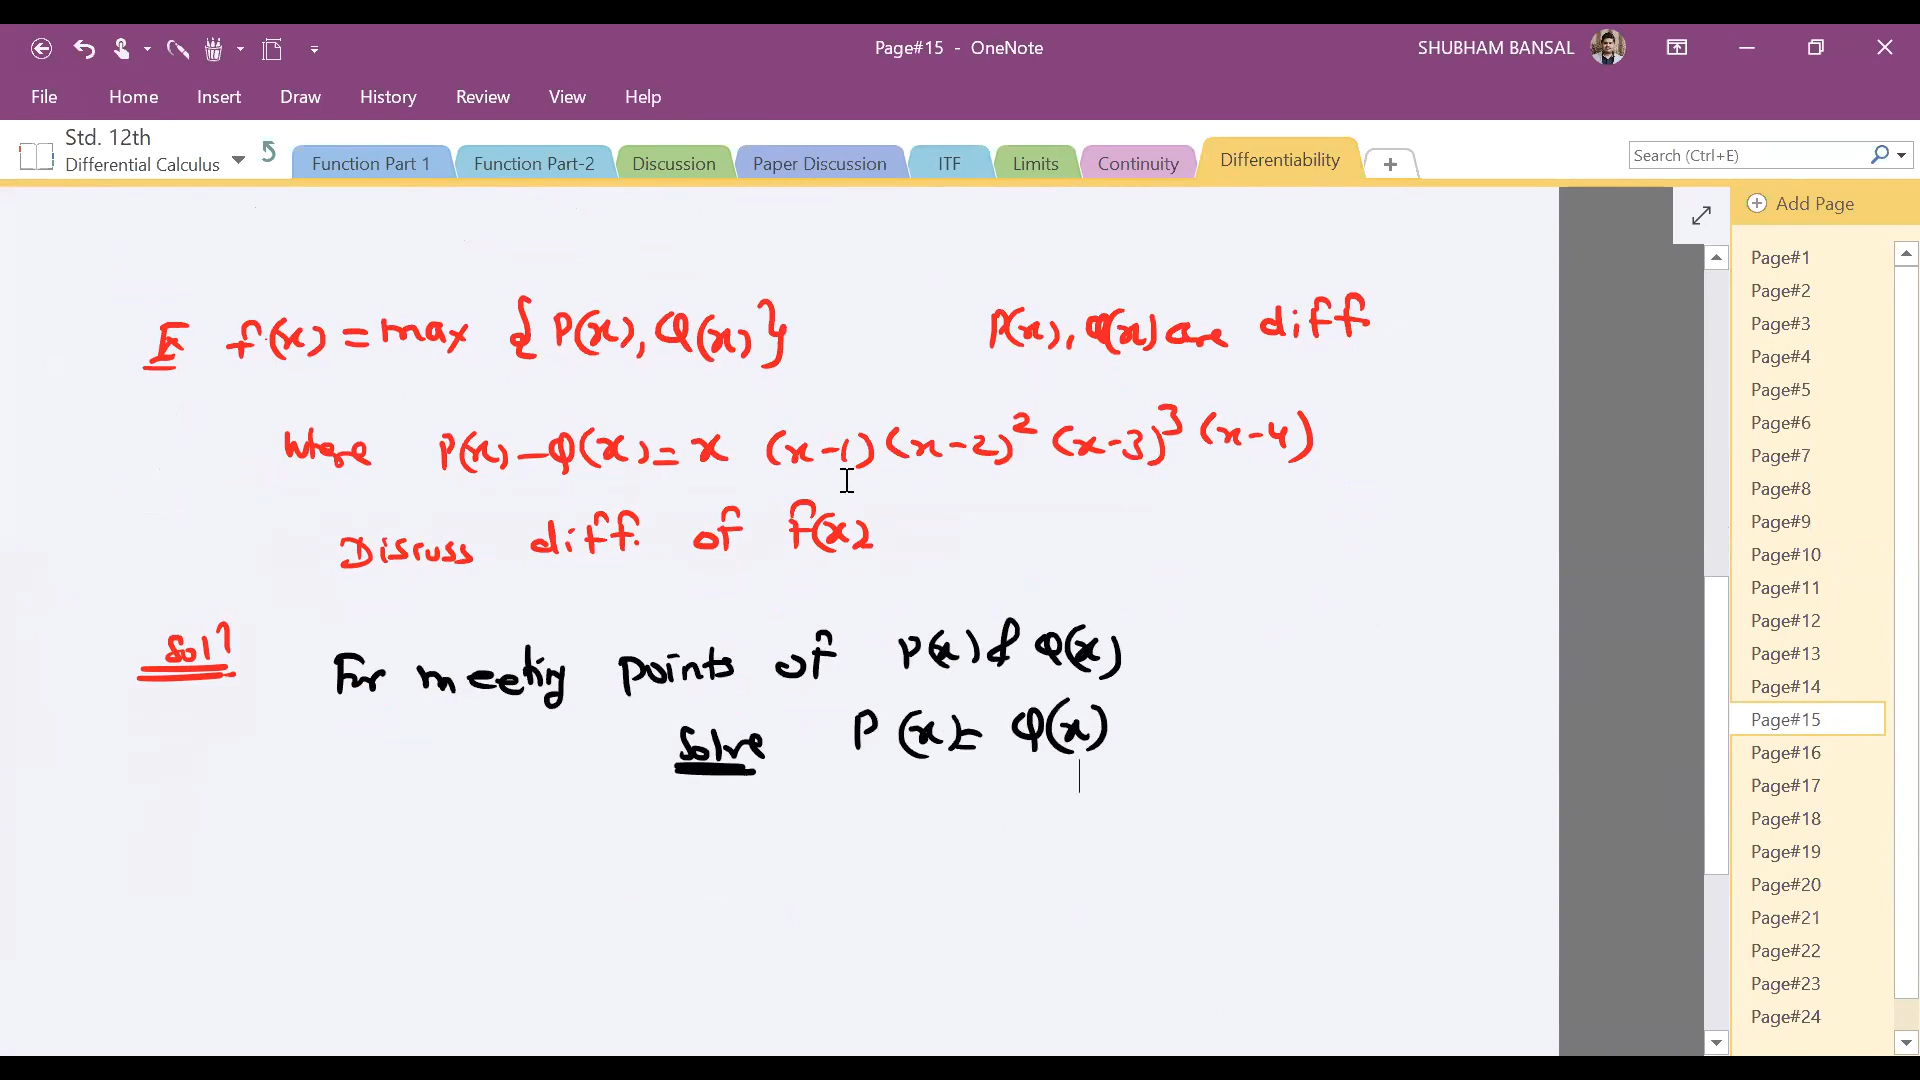 Page#15 - OneNote
SHUBHAM BANSAL
File Home Insert Draw History Review View Help
Std. 12th
Differential Calculus
Function Part 1 Function Part-2 Discussion Paper Discussion ITF Limits Continuity Differentiability
Search (Ctrl+E)
Add Page
E f(x) = max { P(x), Q(x) } P(x), Q(x) are diff.
where P(x) - Q(x) = x (x-1) (x-2)² (x-3)³ (x-4)
Discuss diff. of f(x)
Solⁿ For meeting points of P(x) & Q(x)
Solve P(x) = Q(x)
Page#1
Page#2
Page#3
Page#4
Page#5
Page#6
Page#7
Page#8
Page#9
Page#10
Page#11
Page#12
Page#13
Page#14
Page#15
Page#16
Page#17
Page#18
Page#19
Page#20
Page#21
Page#22
Page#23
Page#24